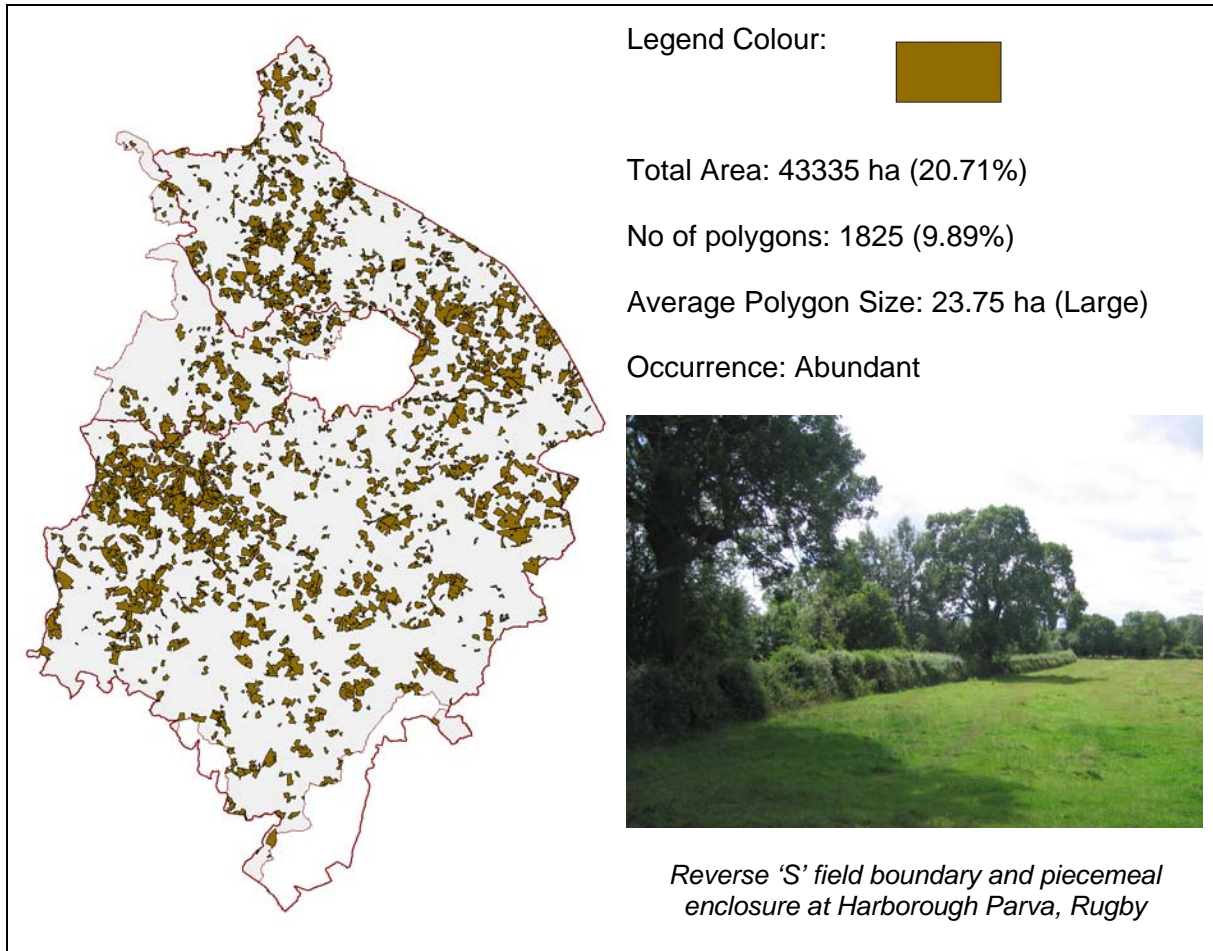 Legend Colour:
Total Area: 43335 ha (20.71%)
No of polygons: 1825 (9.89%)
Average Polygon Size: 23.75 ha (Large)
Occurrence: Abundant
Reverse ‘S’ field boundary and piecemeal
enclosure at Harborough Parva, Rugby